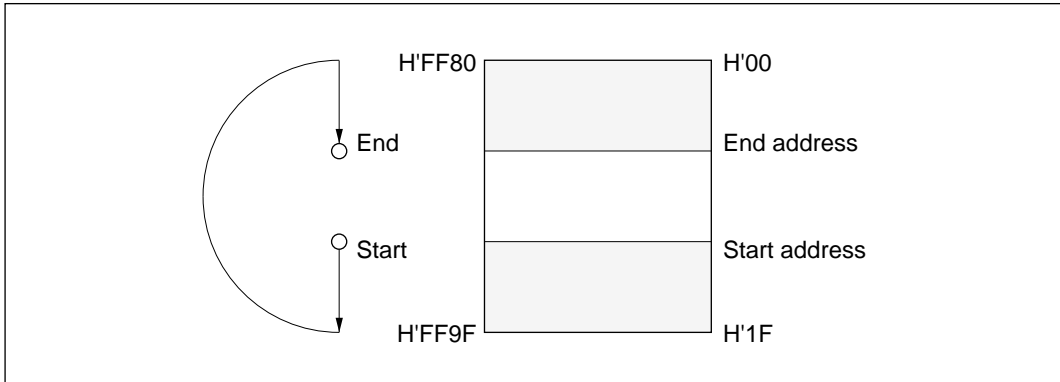 H'FF80 H'00
End End address
Start Start address
H'FF9F H'1F